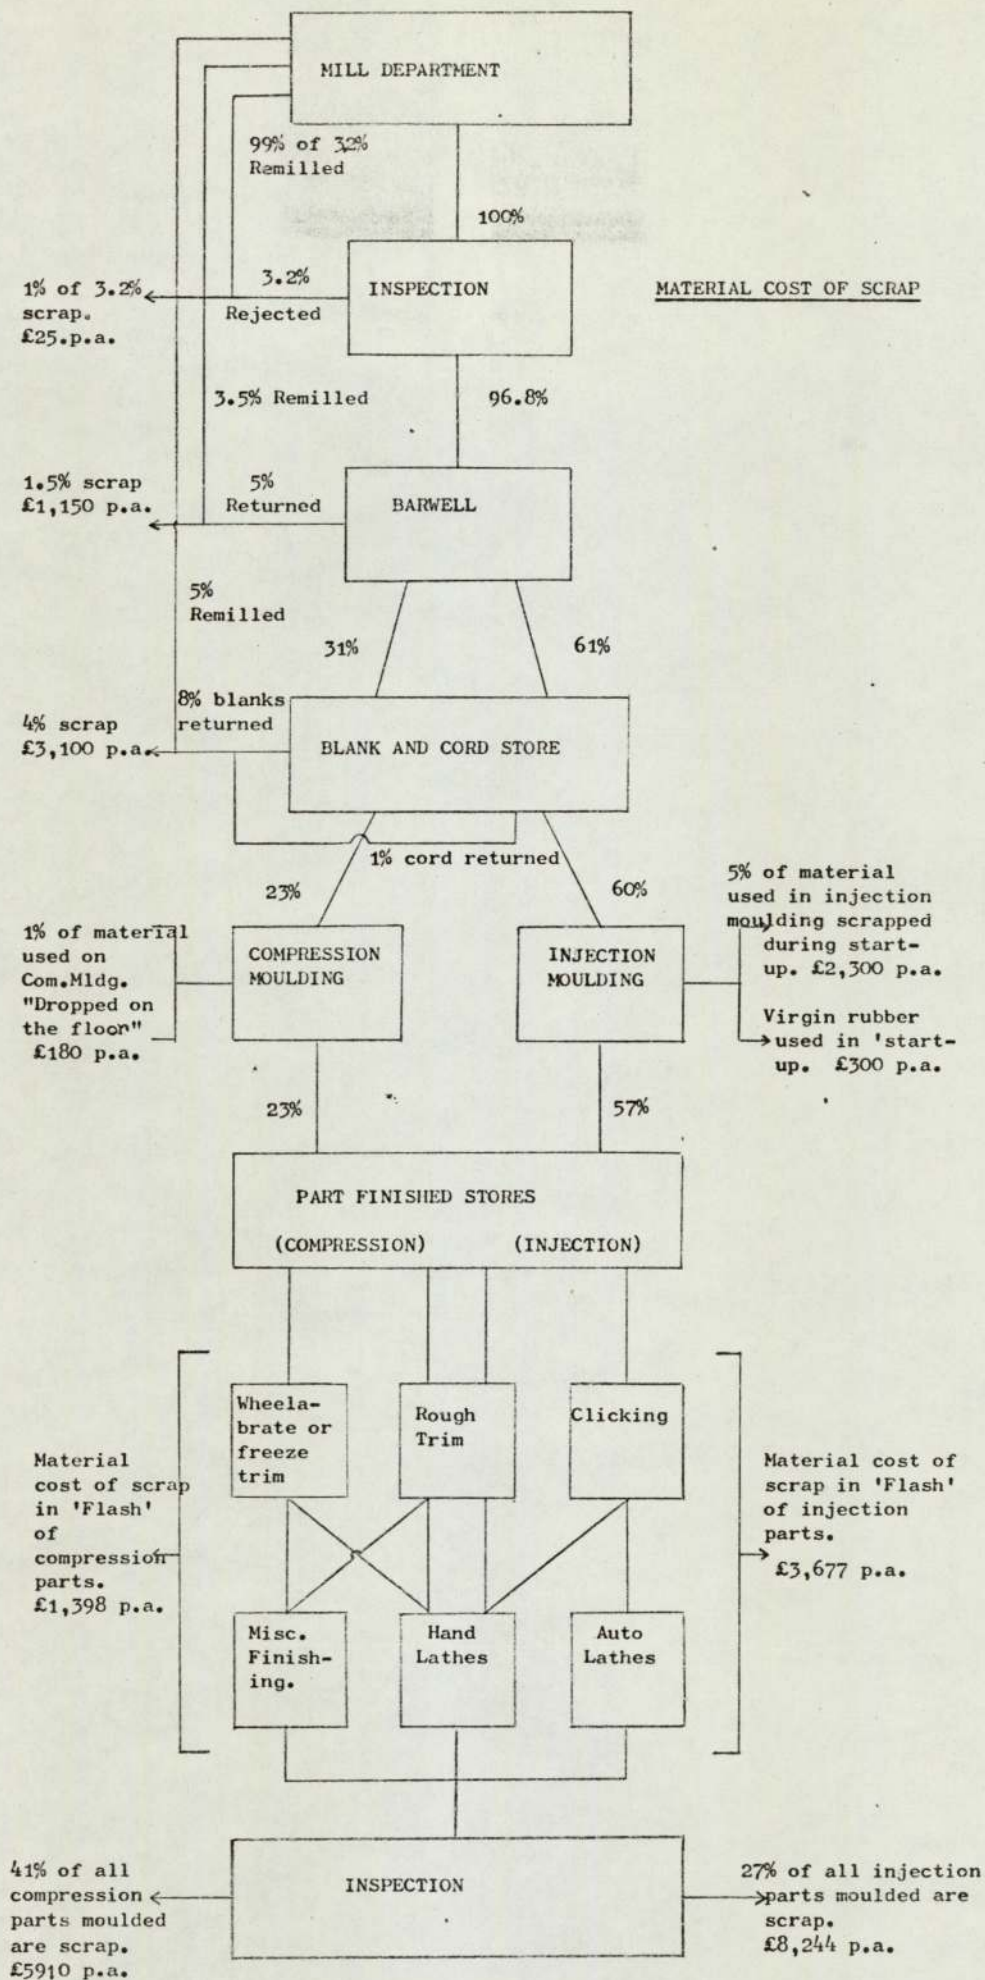 MILL DEPARTMENT
99% of 32%
Remilled
100%
1% of 3.2%
scrap.
£25.p.a.
3.2%
Rejected
INSPECTION
MATERIAL COST OF SCRAP
3.5% Remilled
96.8%
1.5% scrap
£1,150 p.a.
5%
Returned
BARWELL
5%
Remilled
31%
61%
4% scrap
£3,100 p.a.
8% blanks
returned
BLANK AND CORD STORE
1% cord returned
23%
60%
1% of material
used on
Com.Mldg.
"Dropped on
the floor"
£180 p.a.
COMPRESSION
MOULDING
INJECTION
MOULDING
5% of material
used in injection
moulding scrapped
during start-
up. £2,300 p.a.
Virgin rubber
used in 'start-
up. £300 p.a.
23%
57%
PART FINISHED STORES
(COMPRESSION) (INJECTION)
Wheela-
brate or
freeze
trim
Rough
Trim
Clicking
Material
cost of scrap
in 'Flash'
of
compression
parts.
£1,398 p.a.
Material cost of
scrap in 'Flash'
of injection
parts.
£3,677 p.a.
Misc.
Finish-
ing.
Hand
Lathes
Auto
Lathes
41% of all
compression
parts moulded
are scrap.
£5910 p.a.
INSPECTION
27% of all injection
parts moulded are
scrap.
£8,244 p.a.